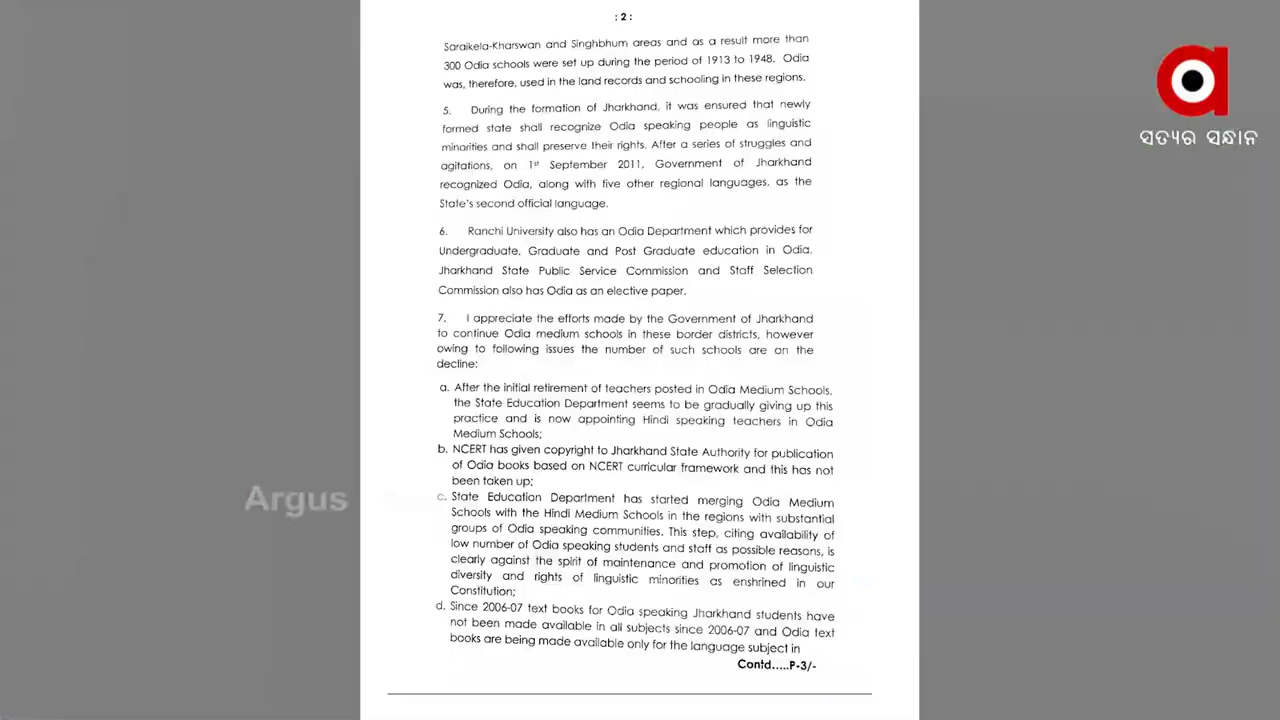 : 2 :
Saraikela-Kharswan and Singhbhum areas and as a result more than
300 Odia schools were set up during the period of 1913 to 1948. Odia
was, therefore, used in the land records and schooling in these regions.
5. During the formation of Jharkhand, it was ensured that newly
formed state shall recognize Odia speaking people as linguistic
minorities and shall preserve their rights. After a series of struggles and
agitations, on 1st September 2011, Government of Jharkhand
recognized Odia, along with five other regional languages, as the
State's second official language.
6. Ranchi University also has an Odia Department which provides for
Undergraduate, Graduate and Post Graduate education in Odia.
Jharkhand State Public Service Commission and Staff Selection
Commission also has Odia as an elective paper.
7. I appreciate the efforts made by the Government of Jharkhand
to continue Odia medium schools in these border districts, however
owing to following issues the number of such schools are on the
decline:
a. After the initial retirement of teachers posted in Odia Medium Schools,
the State Education Department seems to be gradually giving up this
practice and is now appointing Hindi speaking teachers in Odia
Medium Schools;
b. NCERT has given copyright to Jharkhand State Authority for publication
of Odia books based on NCERT curricular framework and this has not
been taken up;
c. State Education Department has started merging Odia Medium
Schools with the Hindi Medium Schools in the regions with substantial
groups of Odia speaking communities. This step, citing availability of
low number of Odia speaking students and staff as possible reasons, is
clearly against the spirit of maintenance and promotion of linguistic
diversity and rights of linguistic minorities as enshrined in our
Constitution;
d. Since 2006-07 text books for Odia speaking Jharkhand students have
not been made available in all subjects since 2006-07 and Odia text
books are being made available only for the language subject in
Contd.....P-3/-
ସତ୍ୟର ସନ୍ଧାନ
Argus